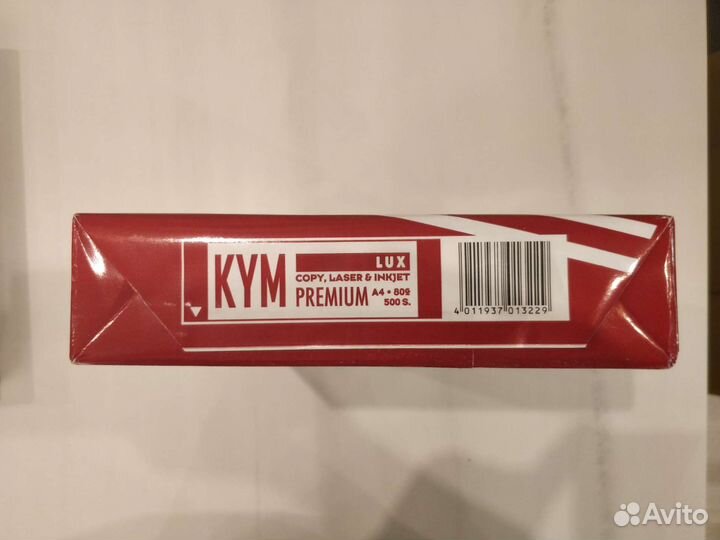 LUX
KYM
COPY, LASER & INKJET
PREMIUM A4 • 80g
500 S.
4 011937 013229
Avito